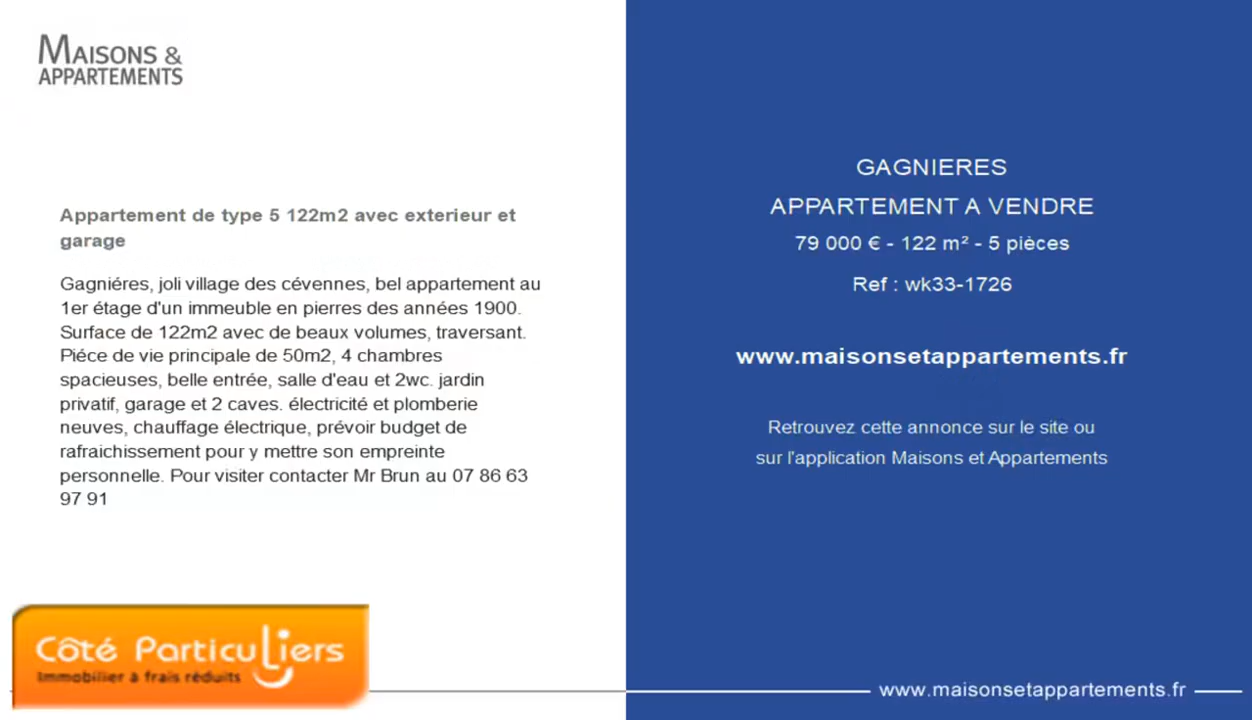 MAISONS &
APPARTEMENTS
Appartement de type 5 122m2 avec exterieur et
garage
Gagniéres, joli village des cévennes, bel appartement au
1er étage d'un immeuble en pierres des années 1900.
Surface de 122m2 avec de beaux volumes, traversant.
Piéce de vie principale de 50m2, 4 chambres
spacieuses, belle entrée, salle d'eau et 2wc. jardin
privatif, garage et 2 caves. électricité et plomberie
neuves, chauffage électrique, prévoir budget de
rafraichissement pour y mettre son empreinte
personnelle. Pour visiter contacter Mr Brun au 07 86 63
97 91
Côté Particuliers
Immobilier à frais réduits
GAGNIERES
APPARTEMENT A VENDRE
79 000 € - 122 m² - 5 pièces
Ref : wk33-1726
www.maisonsetappartements.fr
Retrouvez cette annonce sur le site ou
sur l'application Maisons et Appartements
www.maisonsetappartements.fr